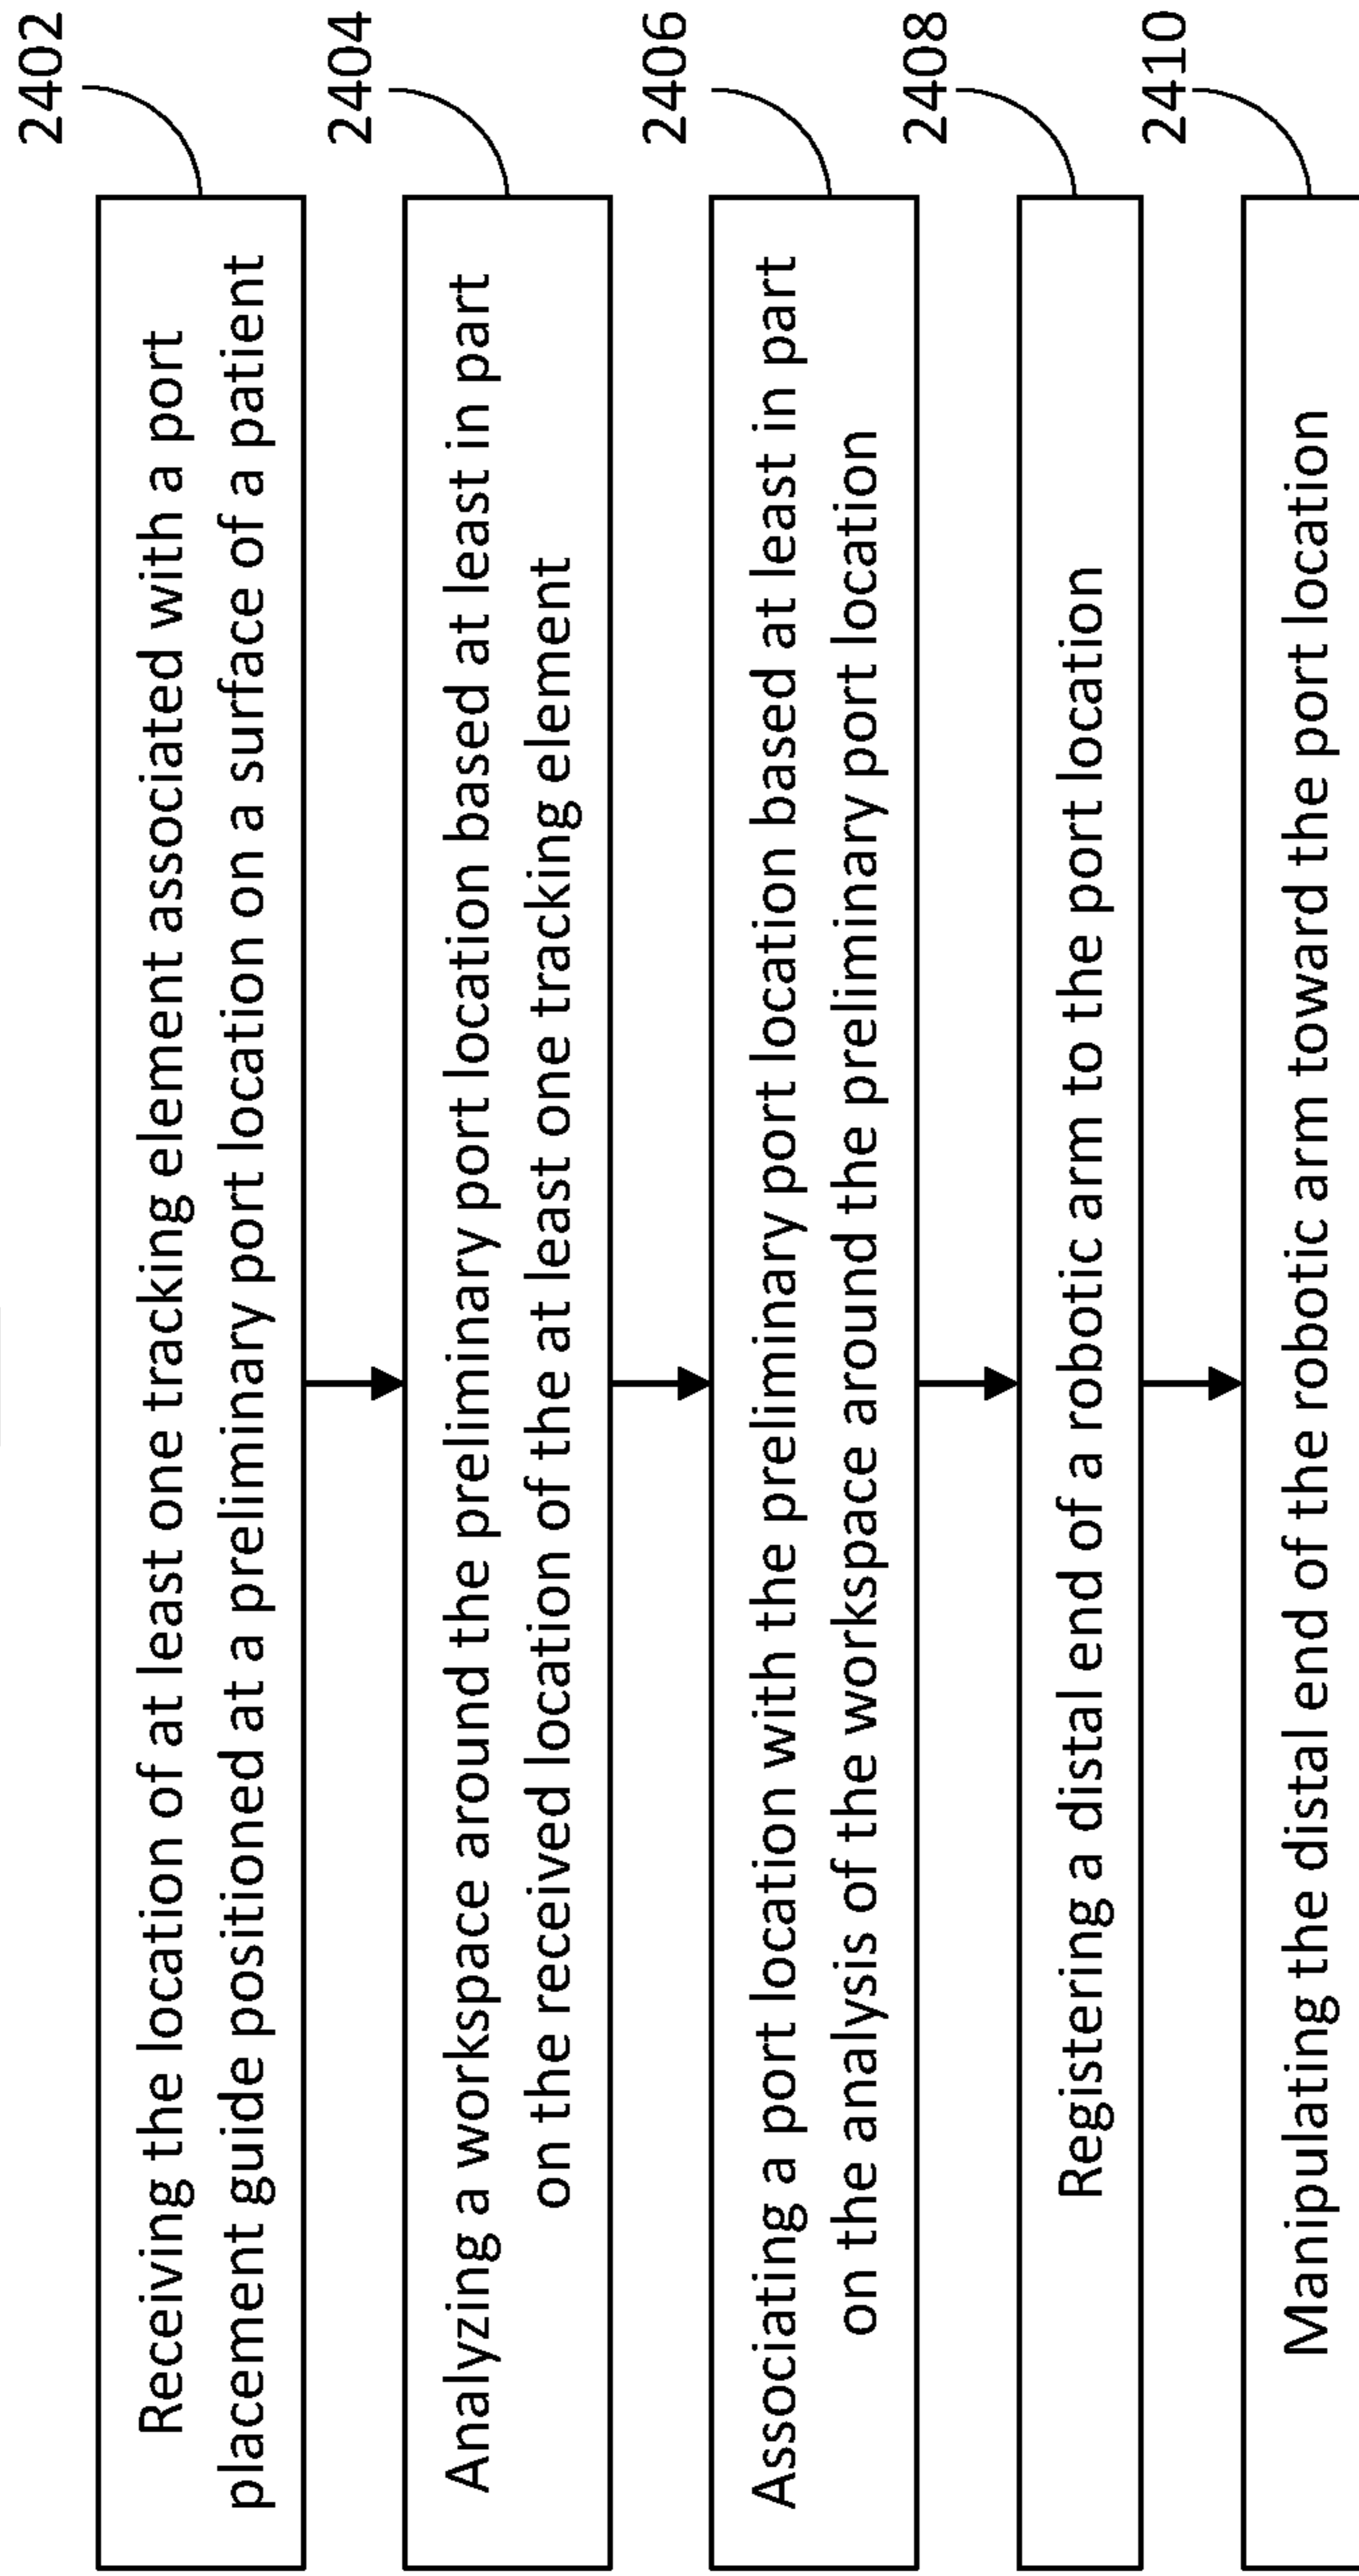 2402
Receiving the location of at least one tracking element associated with a port
placement guide positioned at a preliminary port location on a surface of a patient
2404
Analyzing a workspace around the preliminary port location based at least in part
on the received location of the at least one tracking element
2406
Associating a port location with the preliminary port location based at least in part
on the analysis of the workspace around the preliminary port location
2408
Registering a distal end of a robotic arm to the port location
2410
Manipulating the distal end of the robotic arm toward the port location